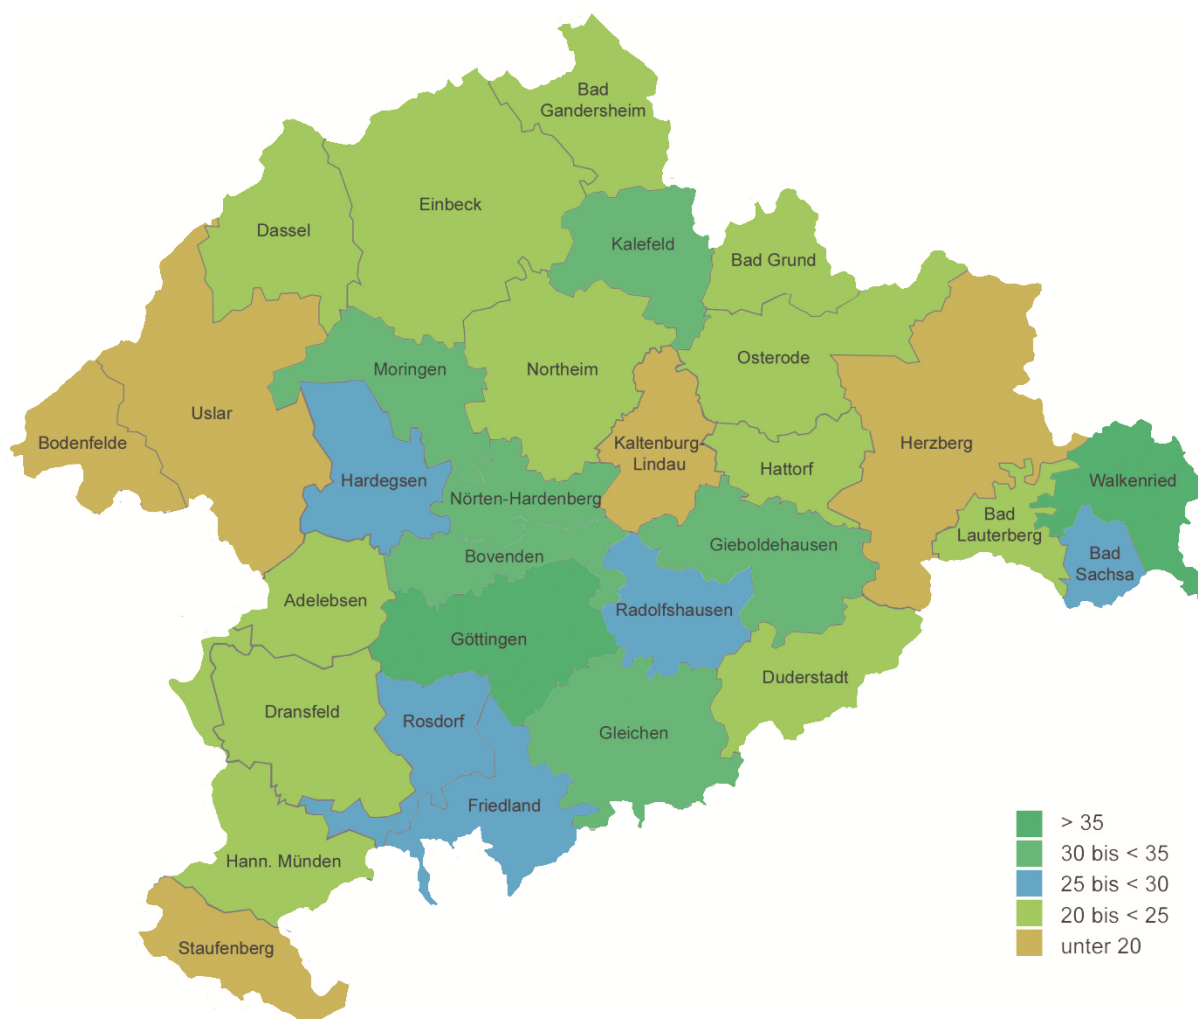 Bad
Gandersheim
Einbeck
Dassel
Kalefeld
Bad Grund
Osterode
Moringen
Northeim
Uslar
Bodenfelde
Kaltenburg-
Lindau
Herzberg
Hattorf
Hardegsen
Walkenried
Nörten-Hardenberg
Bad
Lauterberg
Gieboldehausen
Bovenden
Bad
Sachsa
Adelebsen
Radolfshausen
Göttingen
Duderstadt
Dransfeld
Rosdorf
Gleichen
Friedland
Hann. Münden
Staufenberg
> 35
30 bis < 35
25 bis < 30
20 bis < 25
unter 20